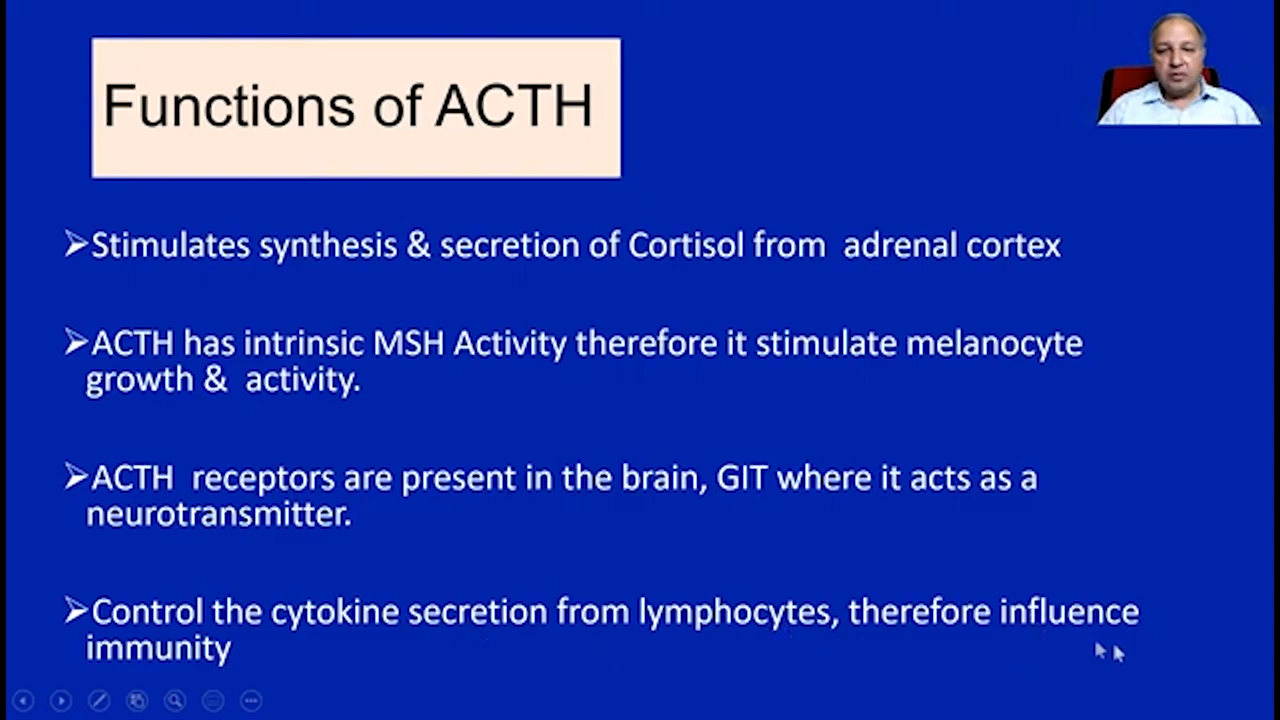 Functions of ACTH
➢Stimulates synthesis & secretion of Cortisol from adrenal cortex
➢ACTH has intrinsic MSH Activity therefore it stimulate melanocyte
growth & activity.
➢ACTH receptors are present in the brain, GIT where it acts as a
neurotransmitter.
➢Control the cytokine secretion from lymphocytes, therefore influence
immunity